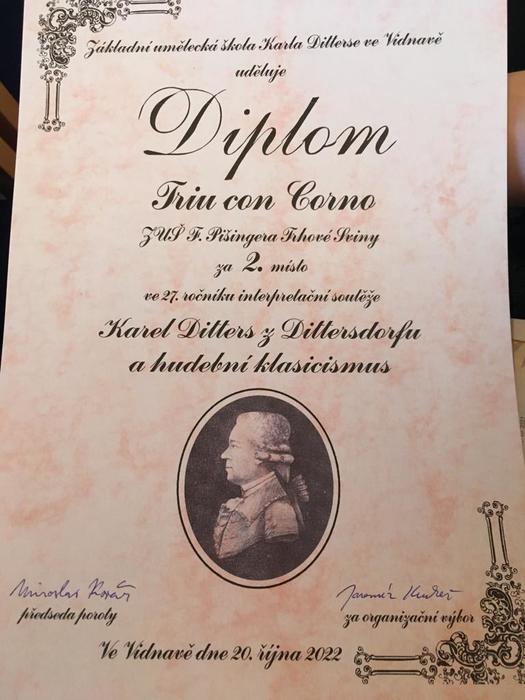 Základní umělecká škola Karla Ditterse ve Vidnavě
uděluje
Diplom
Triu con Corno
ZUŠ F. Pišingera Trhové Sviny
za 2. místo
ve 27. ročníku interpretační soutěže
Karel Ditters z Dittersdorfu
a hudební klasicismus
Miroslav
předseda poroty
Jaromír
za organizační výbor
Ve Vidnavě dne 20. října 2022